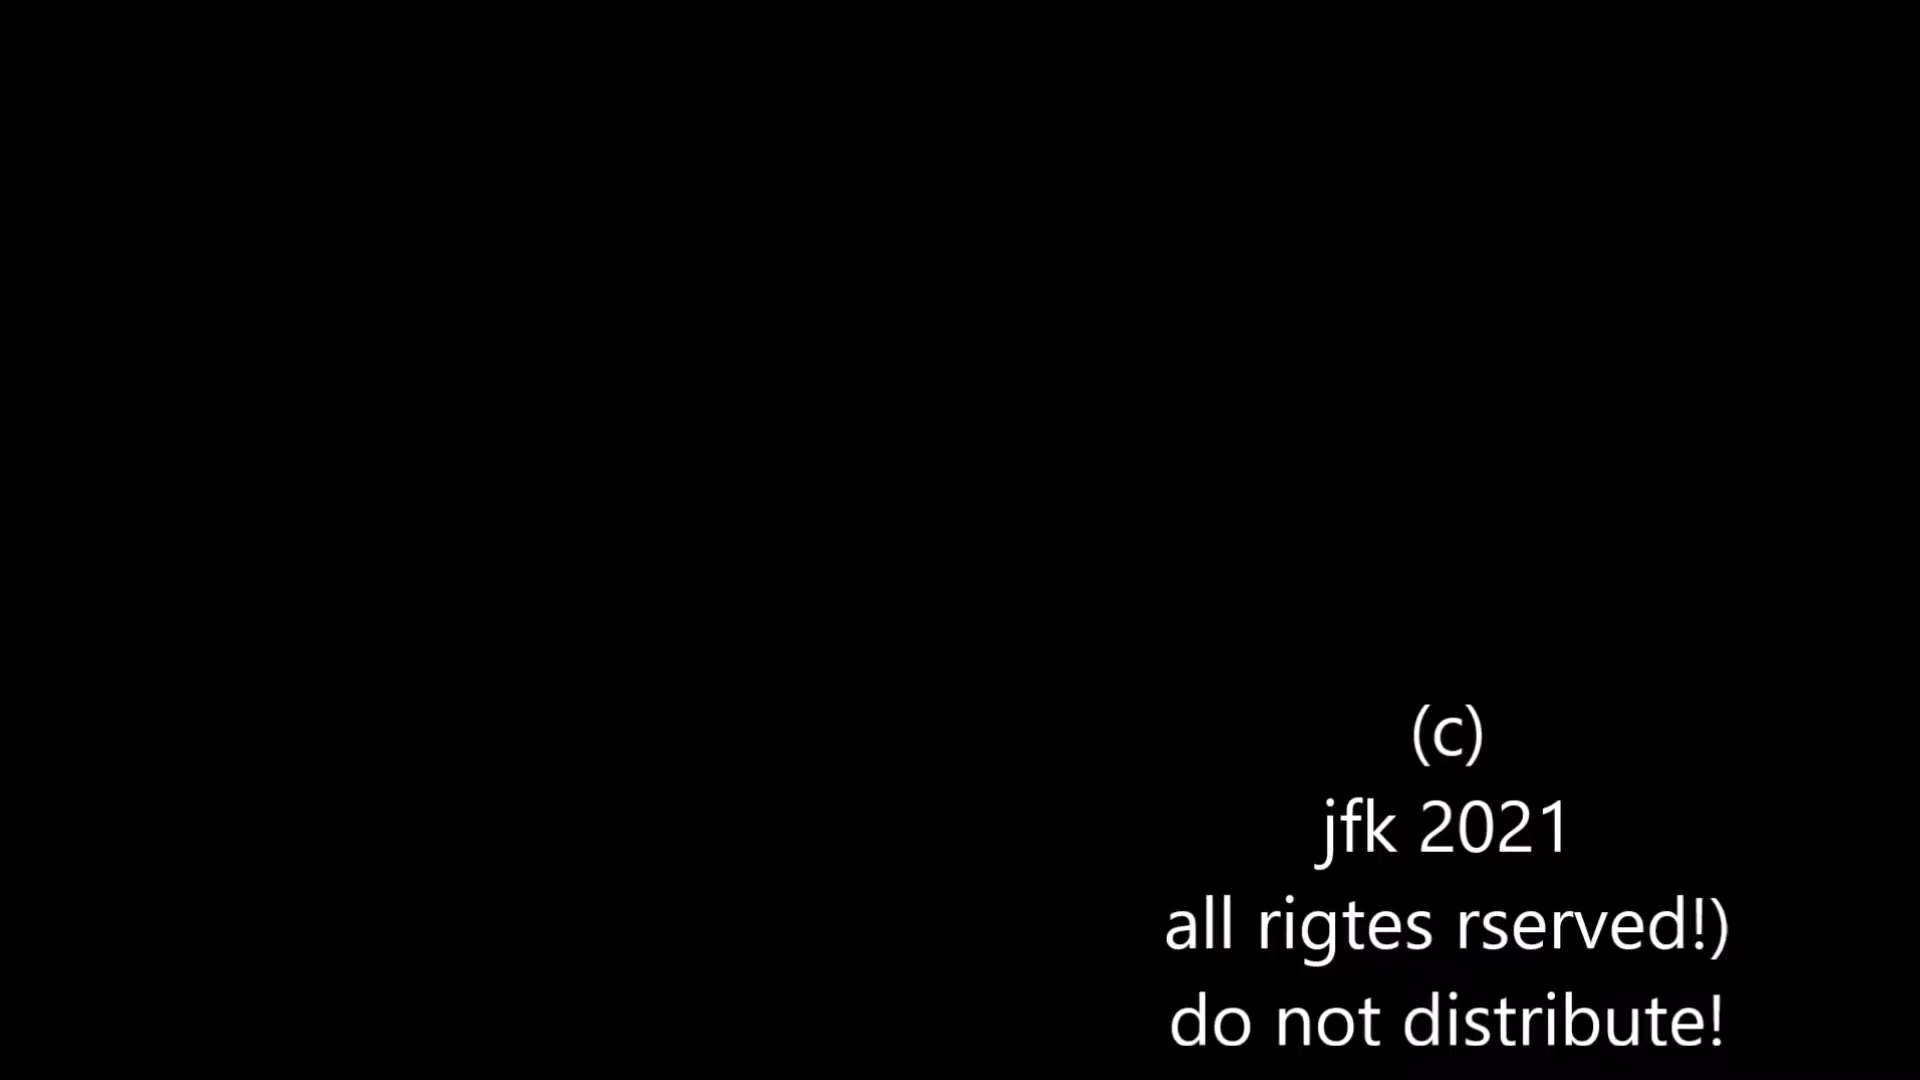 (c)
jfk 2021
all rigtes rserved!)
do not distribute!